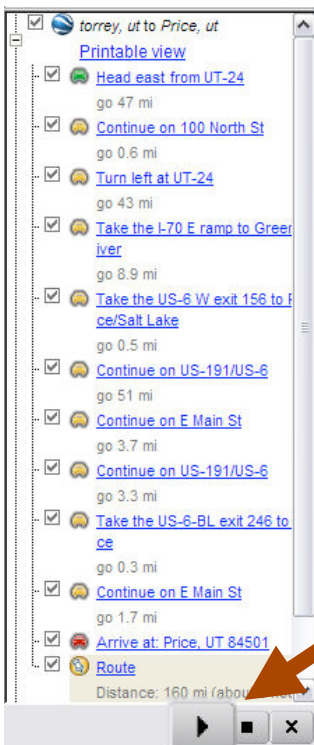 torrey, ut to Price, ut
Printable view
Head east from UT-24
go 47 mi
Continue on 100 North St
go 0.6 mi
Turn left at UT-24
go 43 mi
Take the I-70 E ramp to Green
iver
go 8.9 mi
Take the US-6 W exit 156 to
ce/Salt Lake
go 0.5 mi
Continue on US-191/US-6
go 51 mi
Continue on E Main St
go 3.7 mi
Continue on US-191/US-6
go 3.3 mi
Take the US-6-BL exit 246 to
ce
go 0.3 mi
Continue on E Main St
go 1.7 mi
Arrive at: Price, UT 84501
Route
Distance: 160 mi